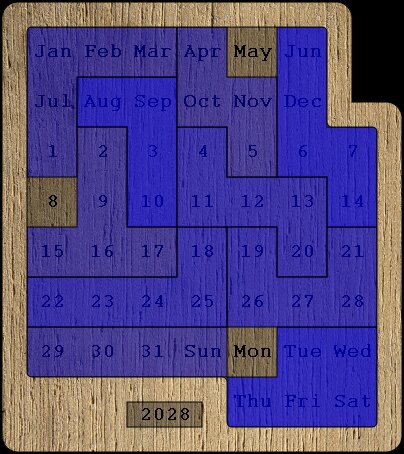 Jan Feb Mar Apr May Jun
Jul Aug Sep Oct Nov Dec
1 2 3 4 5 6 7
8 9 10 11 12 13 14
15 16 17 18 19 20 21
22 23 24 25 26 27 28
29 30 31 Sun Mon Tue Wed
Thu Fri Sat
2028